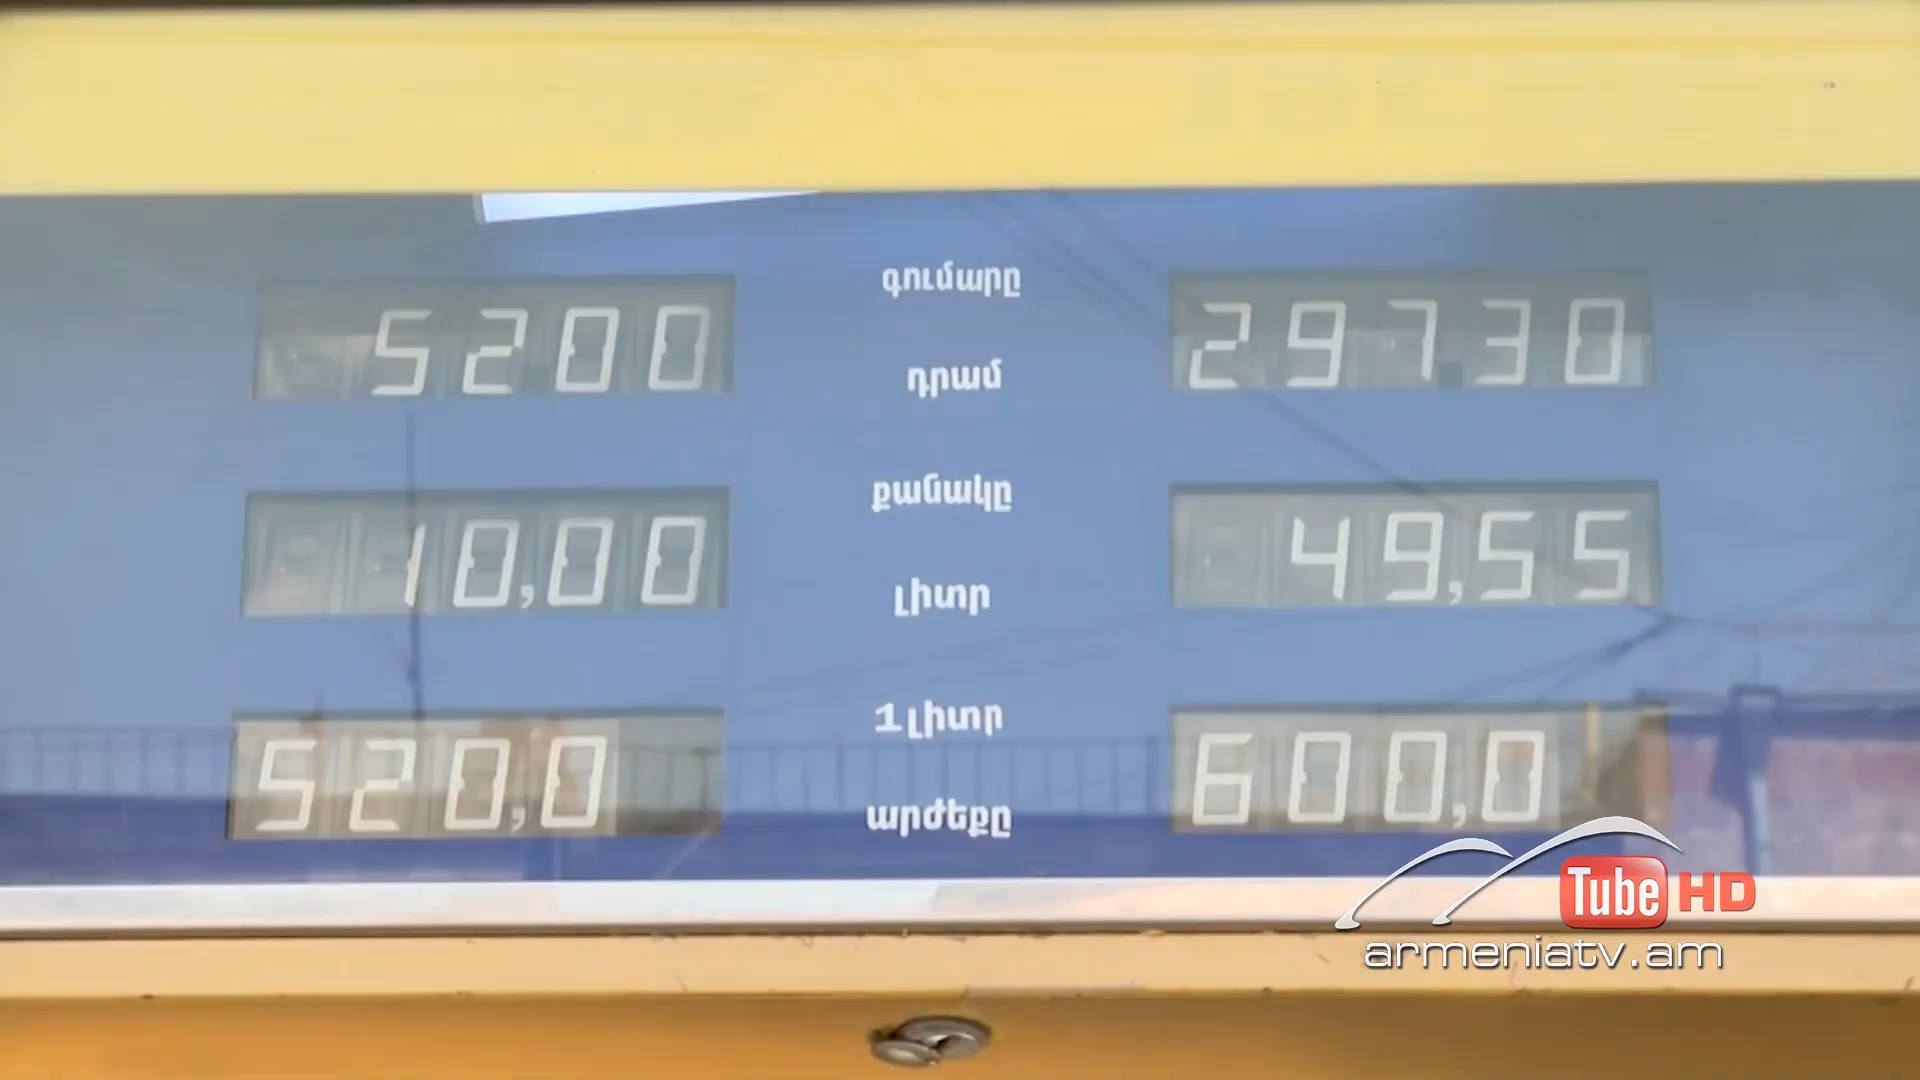 5200 գումարը 29730
դրամ
10,00 քանակը 49,55
լիտր
520,0 1 լիտր 600,0
արժեքը
Tube HD
armeniatv.am